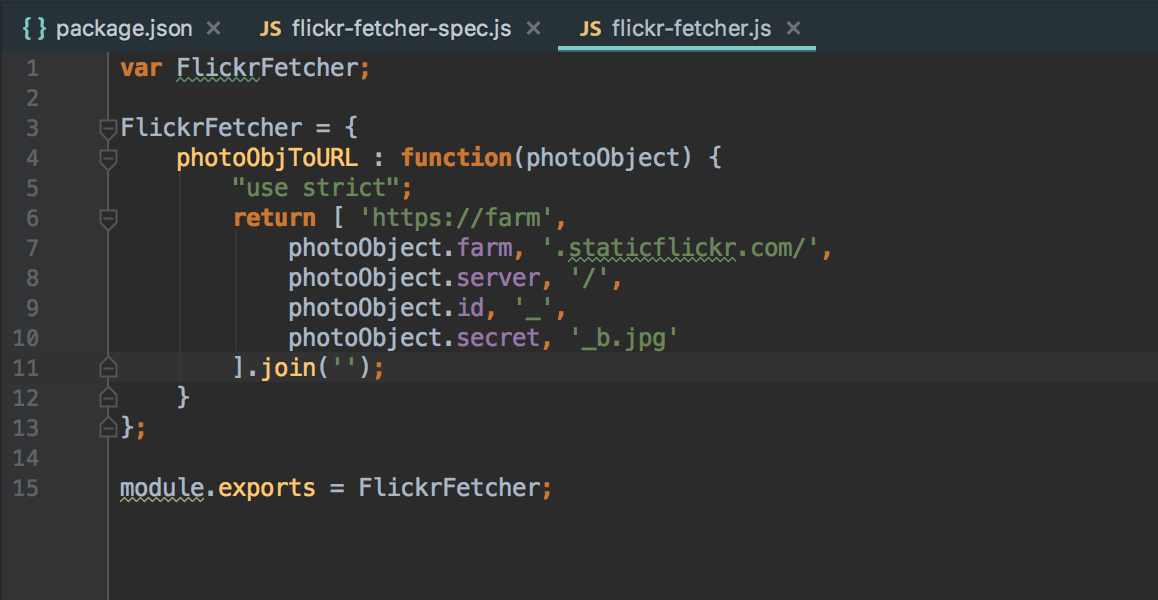 { } package.json ×  JS flickr-fetcher-spec.js ×  JS flickr-fetcher.js ×
1 var FlickrFetcher;
2
3 FlickrFetcher = {
4     photoObjToURL : function(photoObject) {
5         "use strict";
6         return [ 'https://farm',
7             photoObject.farm, '.staticflickr.com/',
8             photoObject.server, '/',
9             photoObject.id, '_',
10             photoObject.secret, '_b.jpg'
11         ].join('');
12     }
13 };
14
15 module.exports = FlickrFetcher;